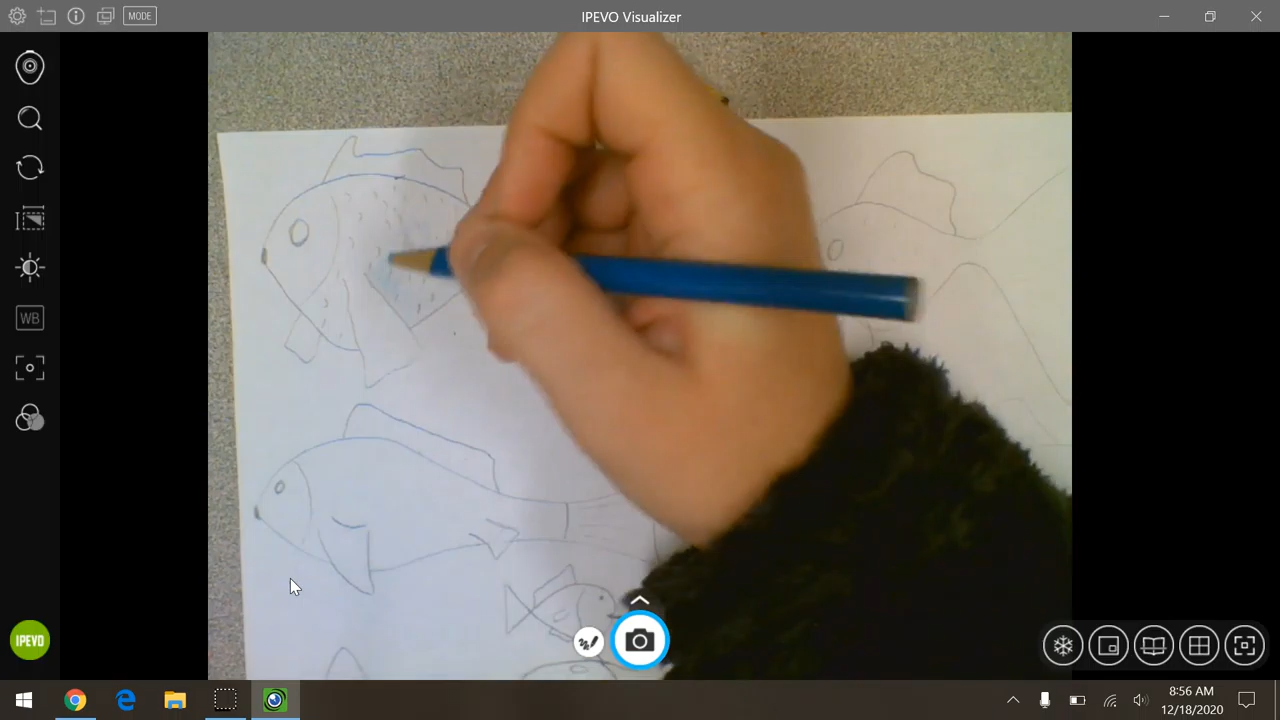 MODE
IPEVO Visualizer
WB
IPEVO
8:56 AM
12/18/2020